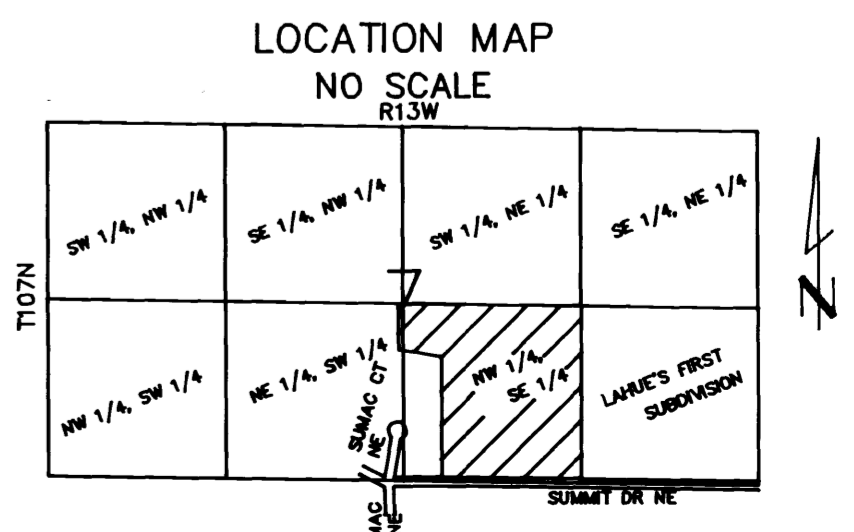 LOCATION MAP
NO SCALE
R13W
T107N
SW 1/4, NW 1/4
SE 1/4, NW 1/4
SW 1/4, NE 1/4
SE 1/4, NE 1/4
7
NW 1/4, SW 1/4
NE 1/4, SW 1/4
NW 1/4,
SE 1/4
LAHUE'S FIRST
SUBDIVISION
SUMAC CT
NE
SUMMIT DR NE
NE
N